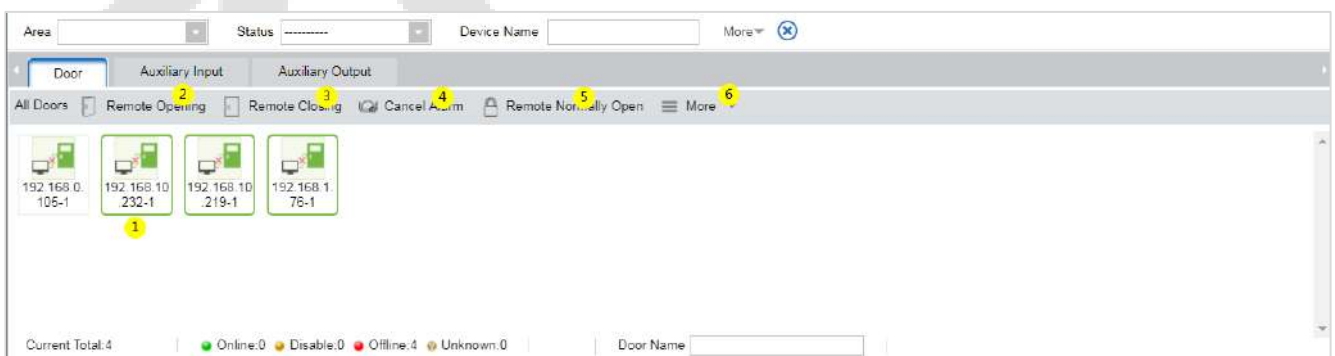 Area Status ---------- Device Name More
Door Auxiliary Input Auxiliary Output
2 3 4 5 6
All Doors Remote Opening Remote Closing Cancel Alarm Remote Normally Open More
192.168.0. 192.168.10 192.168.10 192.168.1.
105-1 .232-1 .219-1 76-1
1
Current Total:4 Online:0 Disable:0 Offline:4 Unknown:0 Door Name